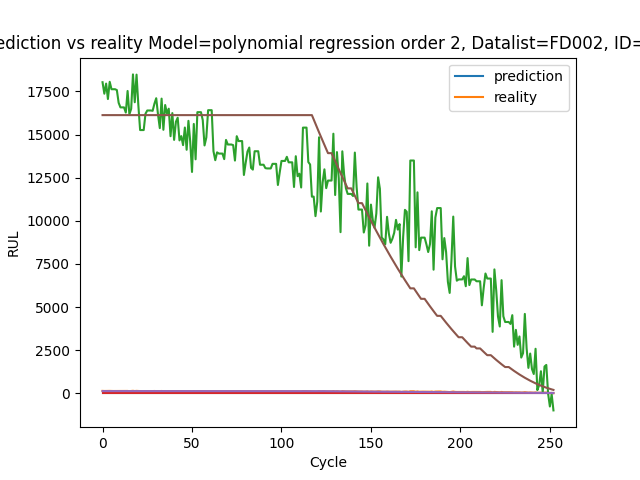 ediction vs reality Model=polynomial regression order 2, Datalist=FD002, ID=
prediction
reality
17500
15000
12500
10000
7500
5000
2500
0
RUL
0 50 100 150 200 250
Cycle